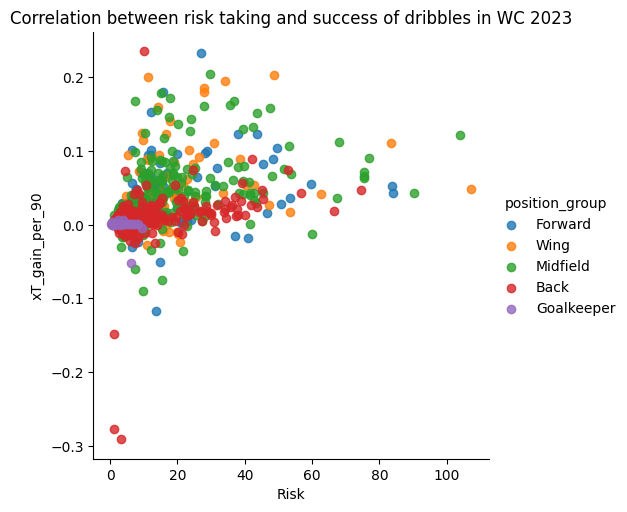 Correlation between risk taking and success of dribbles in WC 2023
0.2
0.1
0.0
−0.1
−0.2
−0.3
xT_gain_per_90
0
20
40
60
80
100
Risk
position_group
Forward
Wing
Midfield
Back
Goalkeeper